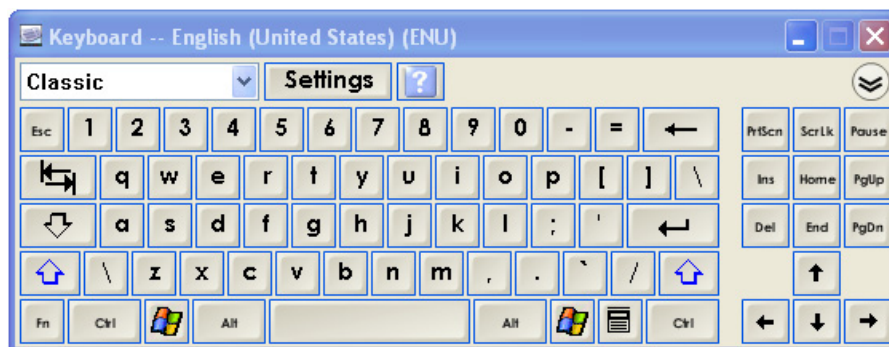 Keyboard -- English (United States) (ENU)
Classic Settings ?
Esc 1 2 3 4 5 6 7 8 9 0 - = PrtScn ScrLk Pause
q w e r t y u i o p [ ] \ Ins Home PgUp
a s d f g h j k l ; ' Del End PgDn
\ z x c v b n m , . ` /
Fn Ctrl Alt Alt Ctrl